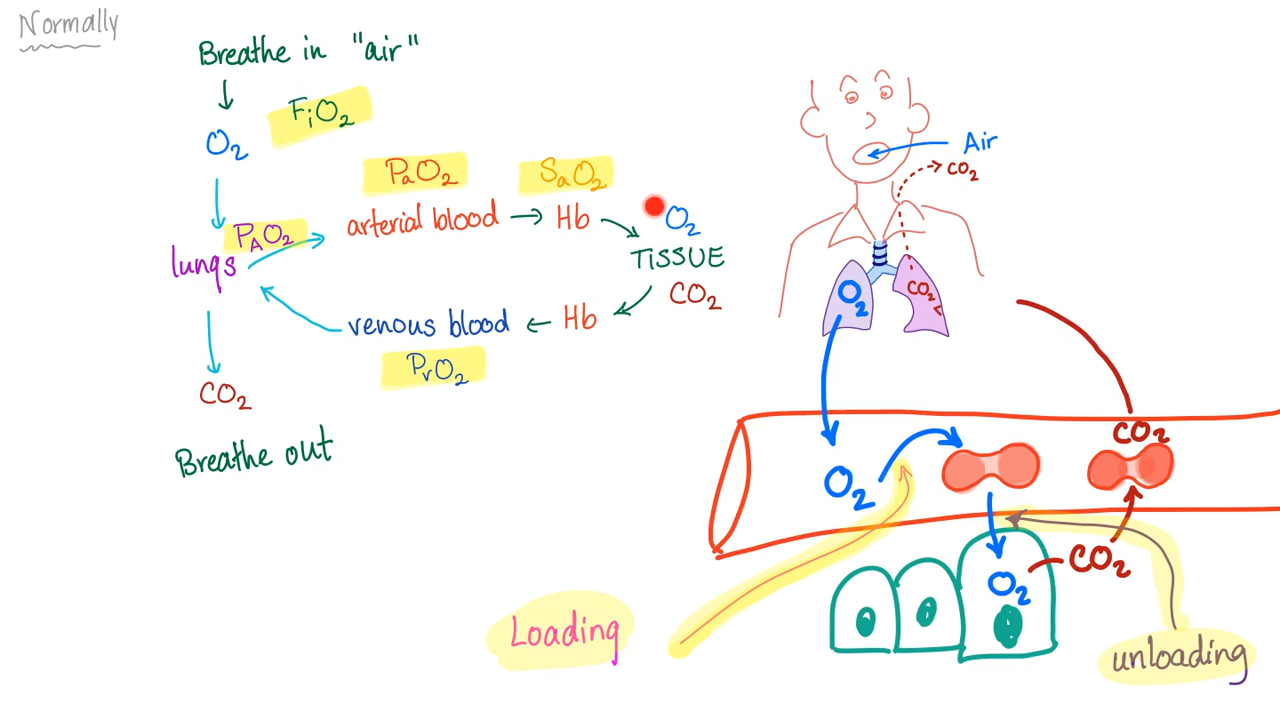 Normally
Breathe in "air"
FiO2
O2
PaO2
SaO2
PAO2
arterial blood → Hb
O2
lungs
TISSUE
CO2
venous blood ← Hb
PvO2
CO2
Breathe out
Air
CO2
O2
CO2
CO2
O2
O2
CO2
Loading
unloading